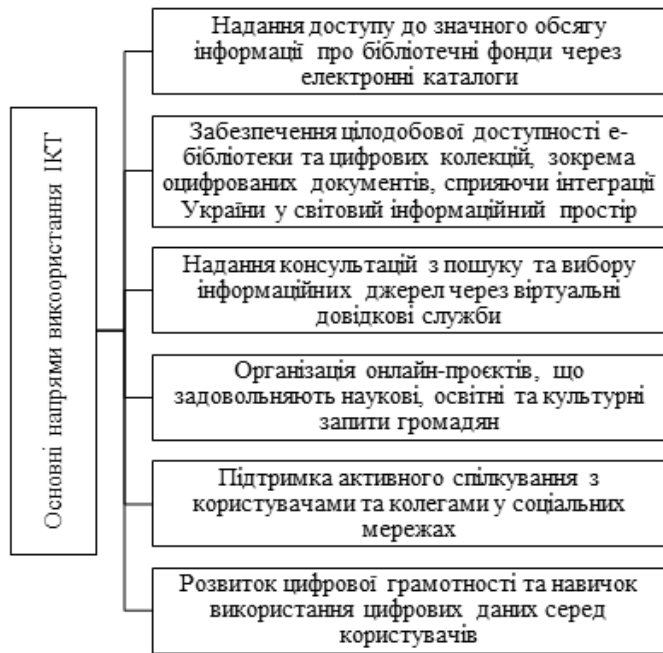 Основні напрями викоористання ІКТ
Надання доступу до значного обсягу
інформації про бібліотечні фонди через
електронні каталоги
Забезпечення цілодобової доступності е-
бібліотеки та цифрових колекцій, зокрема
оцифрованих документів, сприяючи інтеграції
України у світовий інформаційний простір
Надання консультацій з пошуку та вибору
інформаційних джерел через віртуальні
довідкові служби
Організація онлайн-проєктів, що
задовольняють наукові, освітні та культурні
запити громадян
Підтримка активного спілкування з
користувачами та колегами у соціальних
мережах
Розвиток цифрової грамотності та навичок
використання цифрових даних серед
користувачів